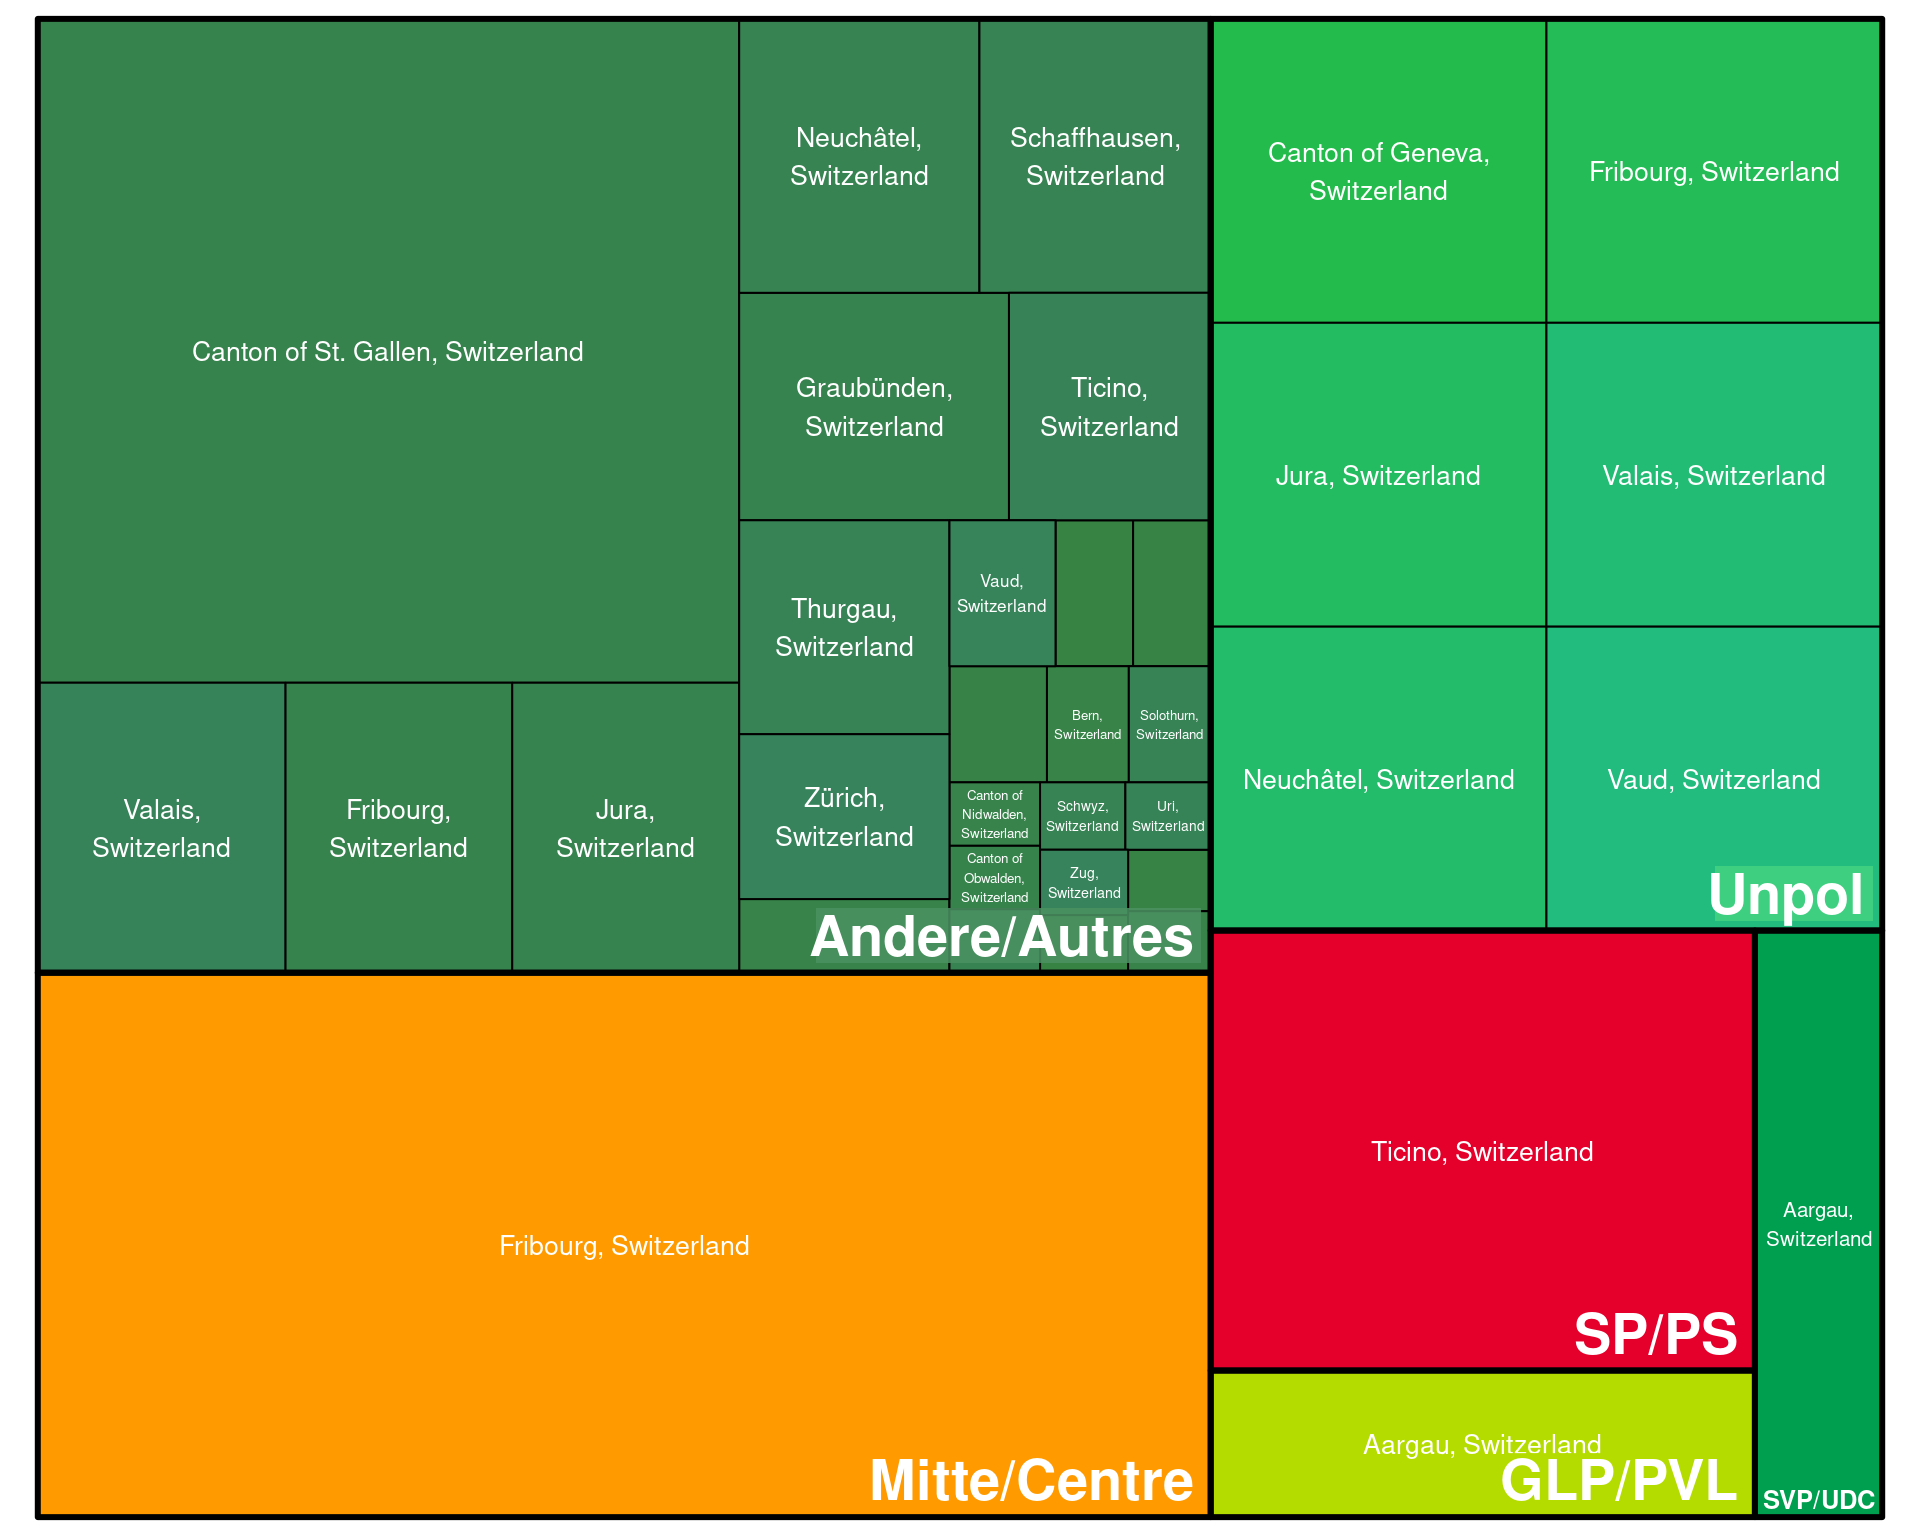 Canton of St. Gallen, Switzerland
Neuchâtel,
Switzerland
Schaffhausen,
Switzerland
Graubünden,
Switzerland
Ticino,
Switzerland
Thurgau,
Switzerland
Vaud,
Switzerland
Bern,
Switzerland
Solothurn,
Switzerland
Valais,
Switzerland
Fribourg,
Switzerland
Jura,
Switzerland
Zürich,
Switzerland
Canton of
Nidwalden,
Switzerland
Schwyz,
Switzerland
Uri,
Switzerland
Canton of
Obwalden,
Switzerland
Zug,
Switzerland
Andere/Autres
Canton of Geneva,
Switzerland
Fribourg, Switzerland
Jura, Switzerland
Valais, Switzerland
Neuchâtel, Switzerland
Vaud, Switzerland
Unpol
Fribourg, Switzerland
Mitte/Centre
Ticino, Switzerland
SP/PS
Aargau,
Switzerland
SVP/UDC
Aargau, Switzerland
GLP/PVL